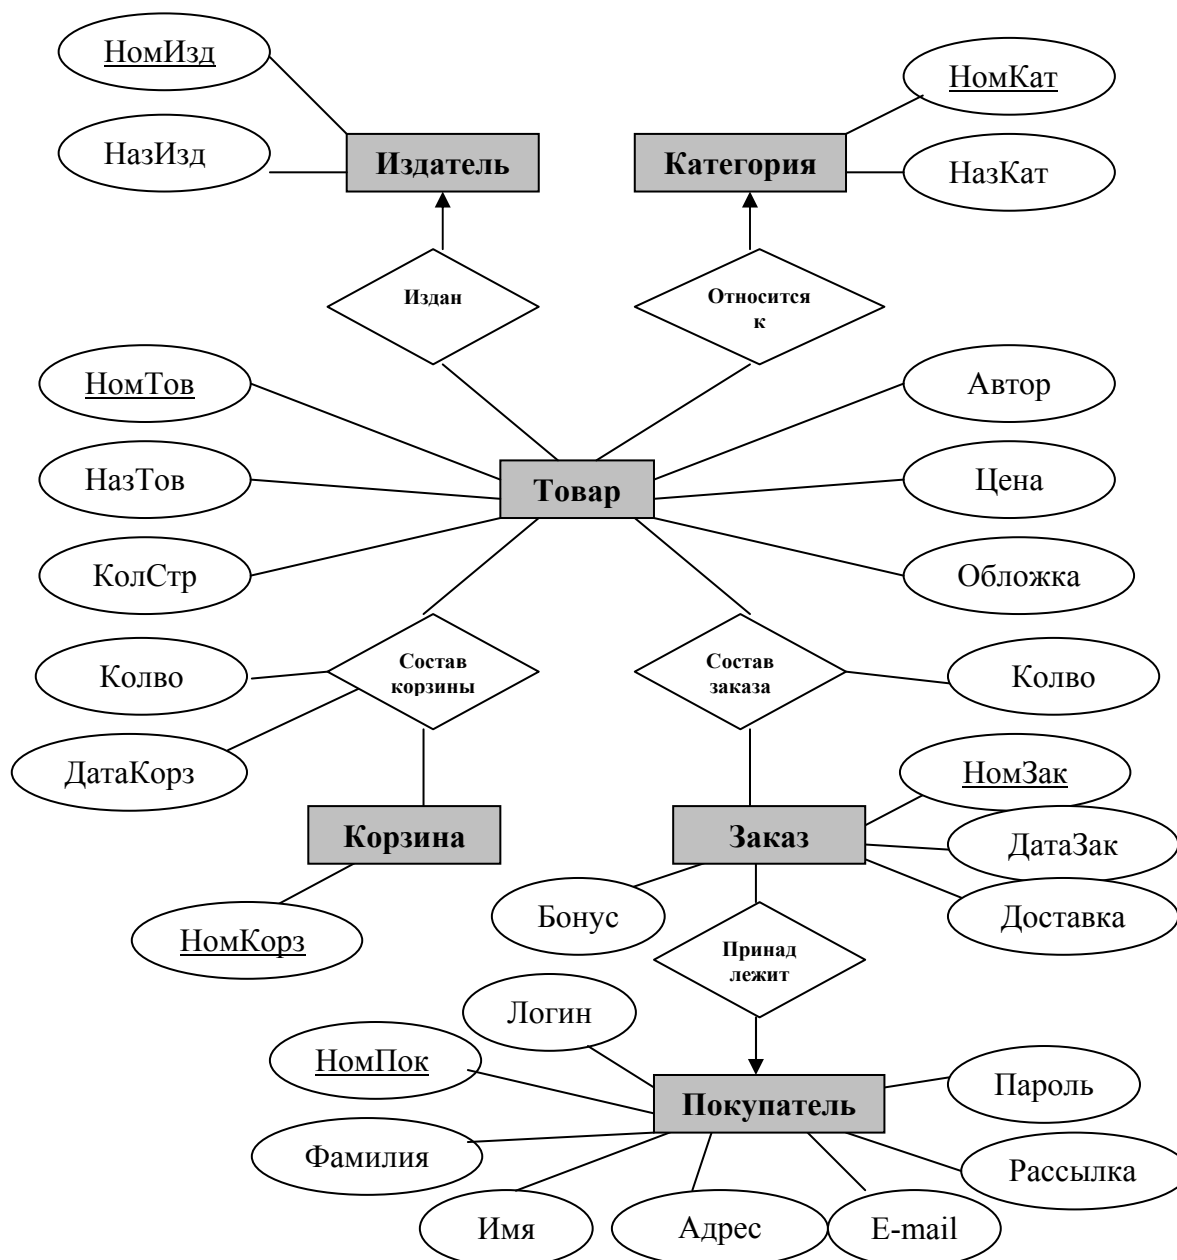 НомИзд
НомКат
НазИзд
Издатель
Категория
НазКат
Издан
Относится
к
НомТов
Автор
НазТов
Товар
Цена
КолСтр
Обложка
Колво
Состав
корзины
Состав
заказа
Колво
ДатаКорз
НомЗак
Корзина
Заказ
ДатаЗак
Бонус
Доставка
НомКорз
Принад
лежит
Логин
НомПок
Покупатель
Пароль
Фамилия
Рассылка
Имя
Адрес
E-mail